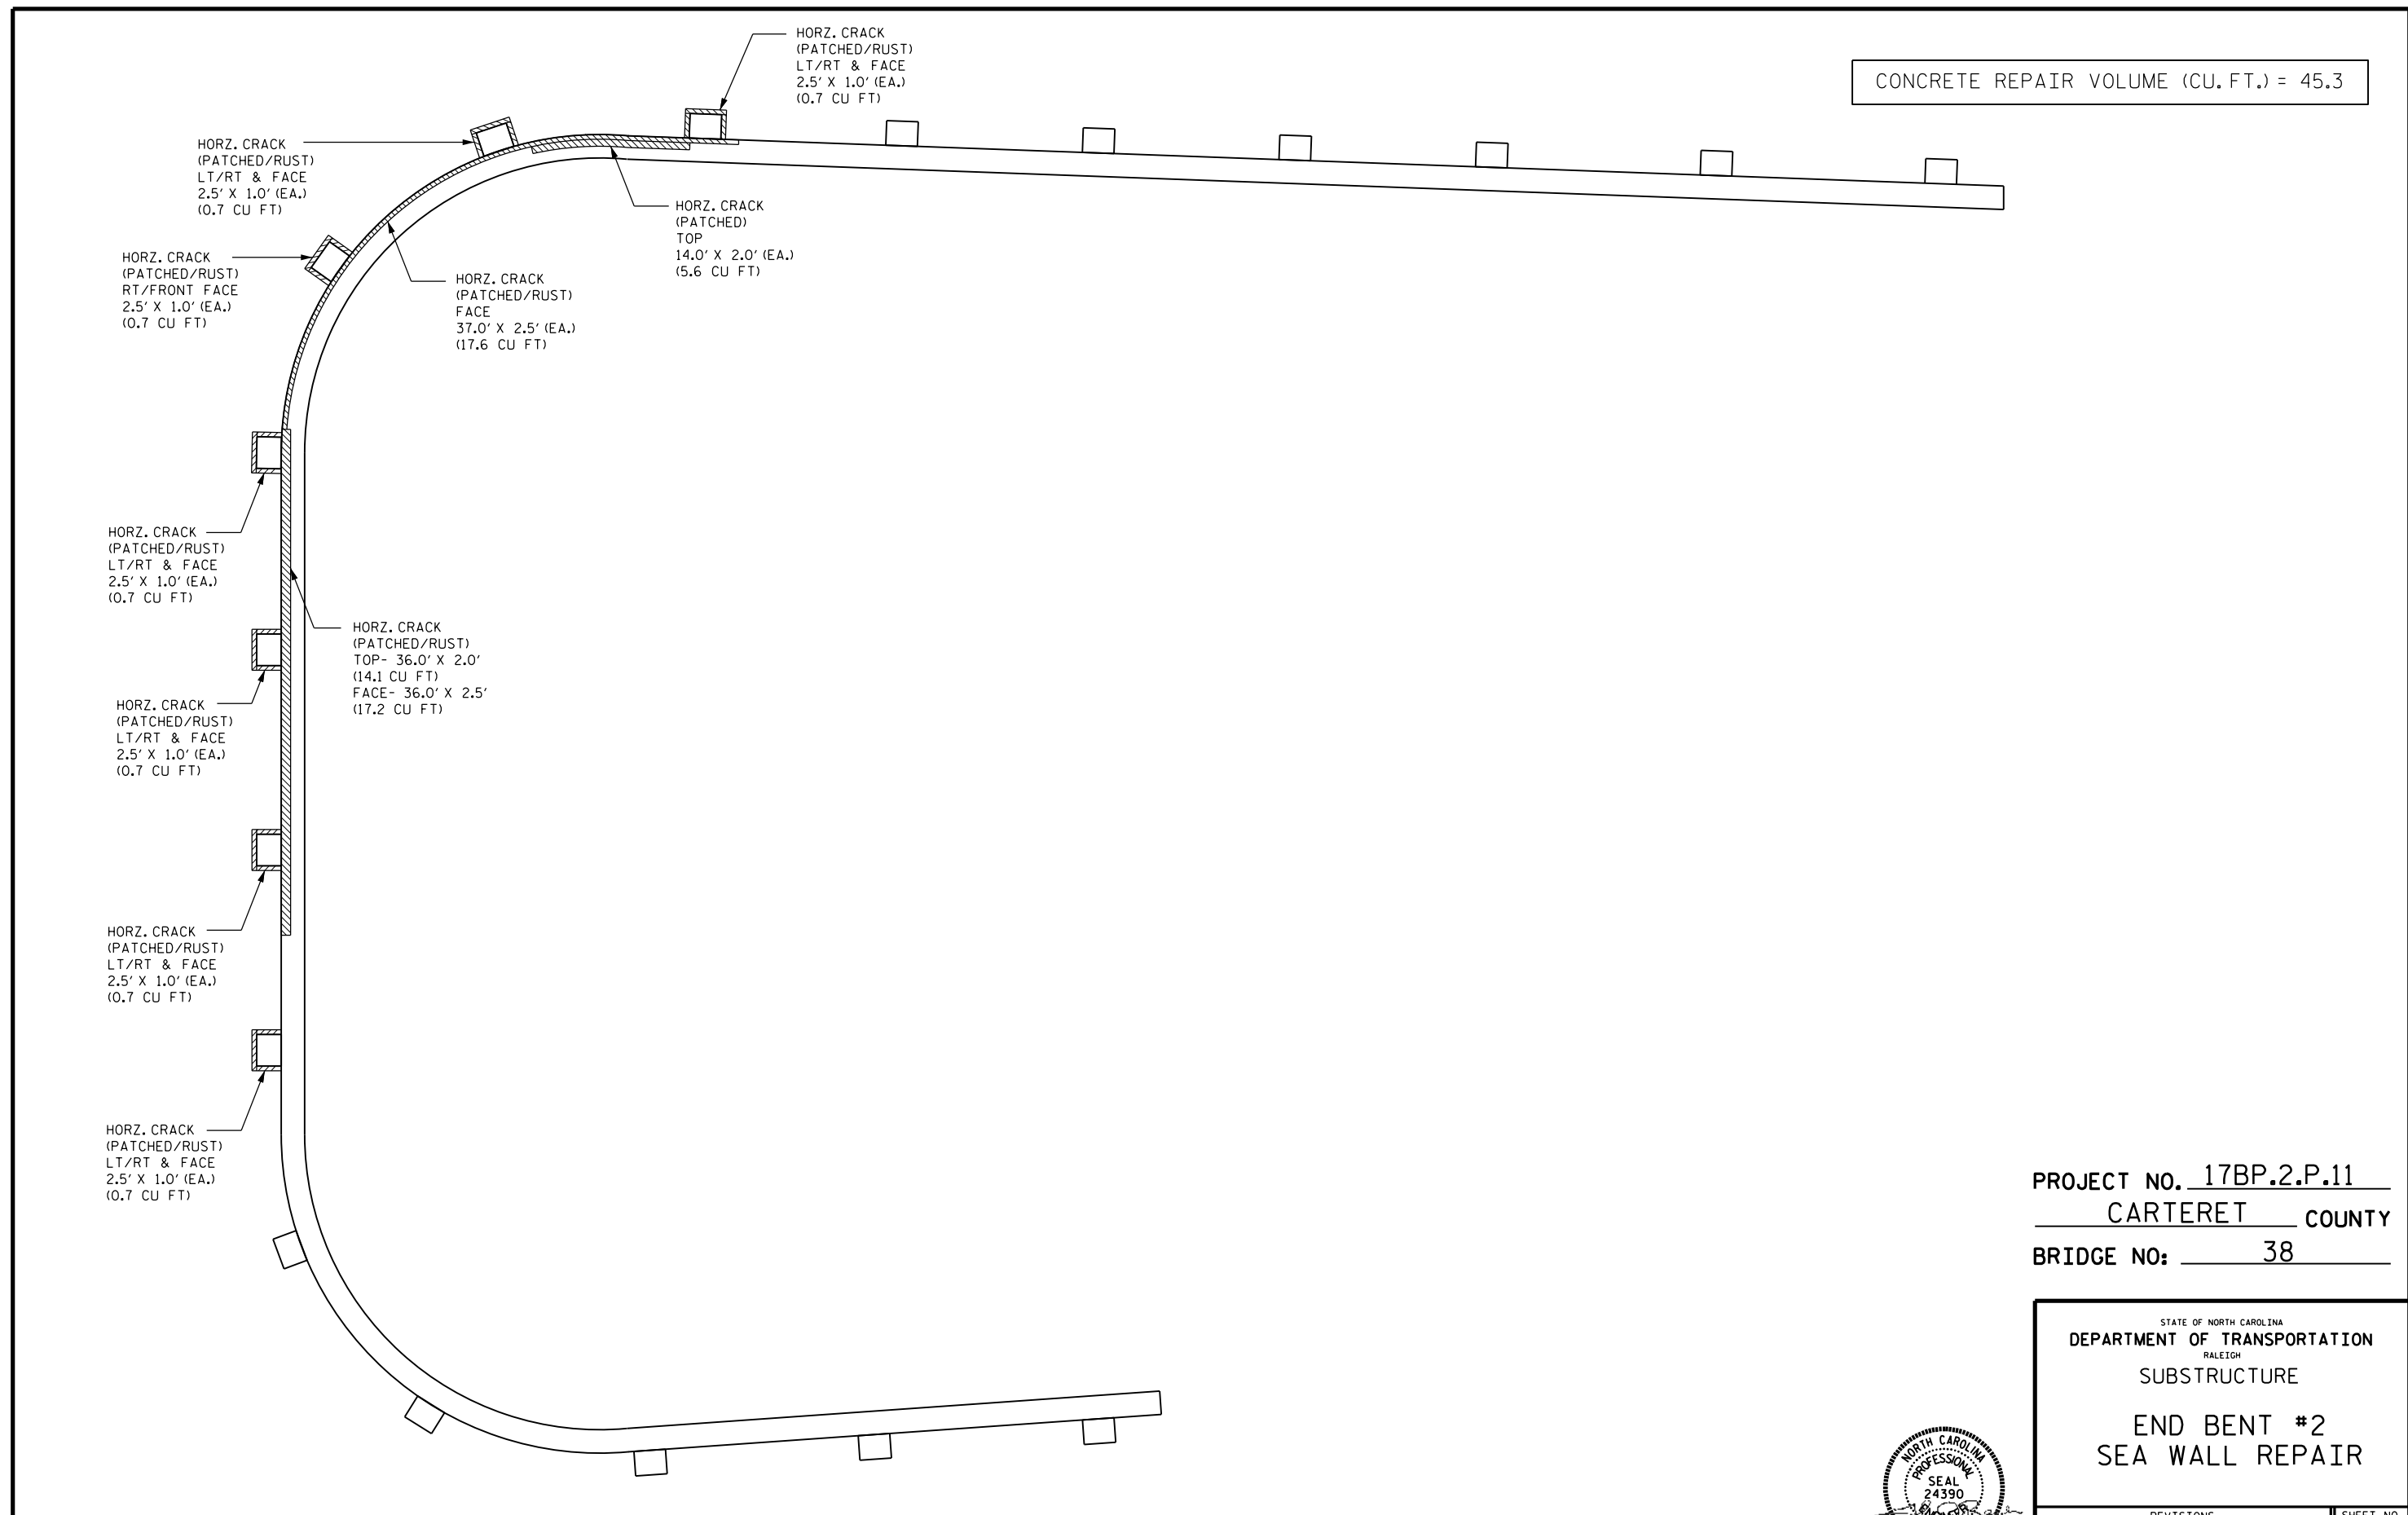 HORZ. CRACK
(PATCHED/RUST)
LT/RT & FACE
2.5' X 1.0' (EA.)
(0.7 CU FT)
CONCRETE REPAIR VOLUME (CU. FT.) = 45.3
HORZ. CRACK
(PATCHED/RUST)
LT/RT & FACE
2.5' X 1.0' (EA.)
(0.7 CU FT)
HORZ. CRACK
(PATCHED)
TOP
14.0' X 2.0' (EA.)
(5.6 CU FT)
HORZ. CRACK
(PATCHED/RUST)
RT/FRONT FACE
2.5' X 1.0' (EA.)
(0.7 CU FT)
HORZ. CRACK
(PATCHED/RUST)
FACE
37.0' X 2.5' (EA.)
(17.6 CU FT)
HORZ. CRACK
(PATCHED/RUST)
LT/RT & FACE
2.5' X 1.0' (EA.)
(0.7 CU FT)
HORZ. CRACK
(PATCHED/RUST)
TOP- 36.0' X 2.0'
(14.1 CU FT)
FACE- 36.0' X 2.5'
(17.2 CU FT)
HORZ. CRACK
(PATCHED/RUST)
LT/RT & FACE
2.5' X 1.0' (EA.)
(0.7 CU FT)
HORZ. CRACK
(PATCHED/RUST)
LT/RT & FACE
2.5' X 1.0' (EA.)
(0.7 CU FT)
HORZ. CRACK
(PATCHED/RUST)
LT/RT & FACE
2.5' X 1.0' (EA.)
(0.7 CU FT)
PROJECT NO. 17BP.2.P.11
CARTERET COUNTY
BRIDGE NO: 38
STATE OF NORTH CAROLINA
DEPARTMENT OF TRANSPORTATION
RALEIGH
SUBSTRUCTURE
END BENT #2
SEA WALL REPAIR
NORTH CAROLINA
PROFESSIONAL
SEAL
24390
REVISIONS
SHEET NO.